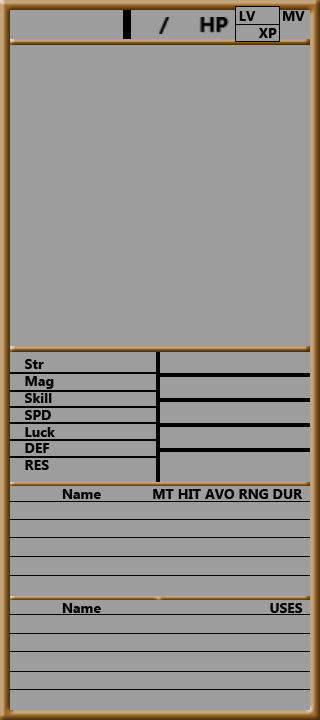 / HP LV MV
XP
Str
Mag
Skill
SPD
Luck
DEF
RES
Name MT HIT AVO RNG DUR
Name USES